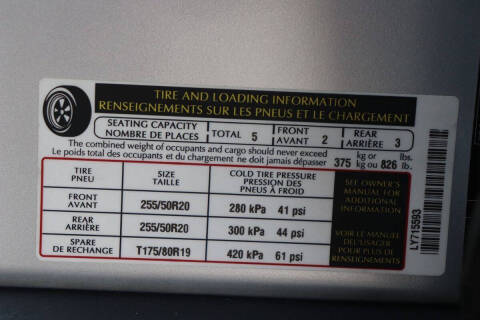 TIRE AND LOADING INFORMATION
RENSEIGNEMENTS SUR LES PNEUS ET LE CHARGEMENT
SEATING CAPACITY
NOMBRE DE PLACES
TOTAL 5
FRONT
AVANT 2
REAR
ARRIÈRE 3
The combined weight of occupants and cargo should never exceed
Le poids total des occupants et du chargement ne doit jamais dépasser
375 kg or
kg ou 826 lbs.
lb.
TIRE
PNEU
SIZE
TAILLE
COLD TIRE PRESSURE
PRESSION DES
PNEUS À FROID
FRONT
AVANT
255/50R20
280 kPa 41 psi
REAR
ARRIÈRE
255/50R20
300 kPa 44 psi
SPARE
DE RECHANGE
T175/80R19
420 kPa 61 psi
SEE OWNER'S
MANUAL FOR
ADDITIONAL
INFORMATION
VOIR LE MANUEL
DE L'USAGER
POUR PLUS DE
RENSEIGNEMENTS
LY715593